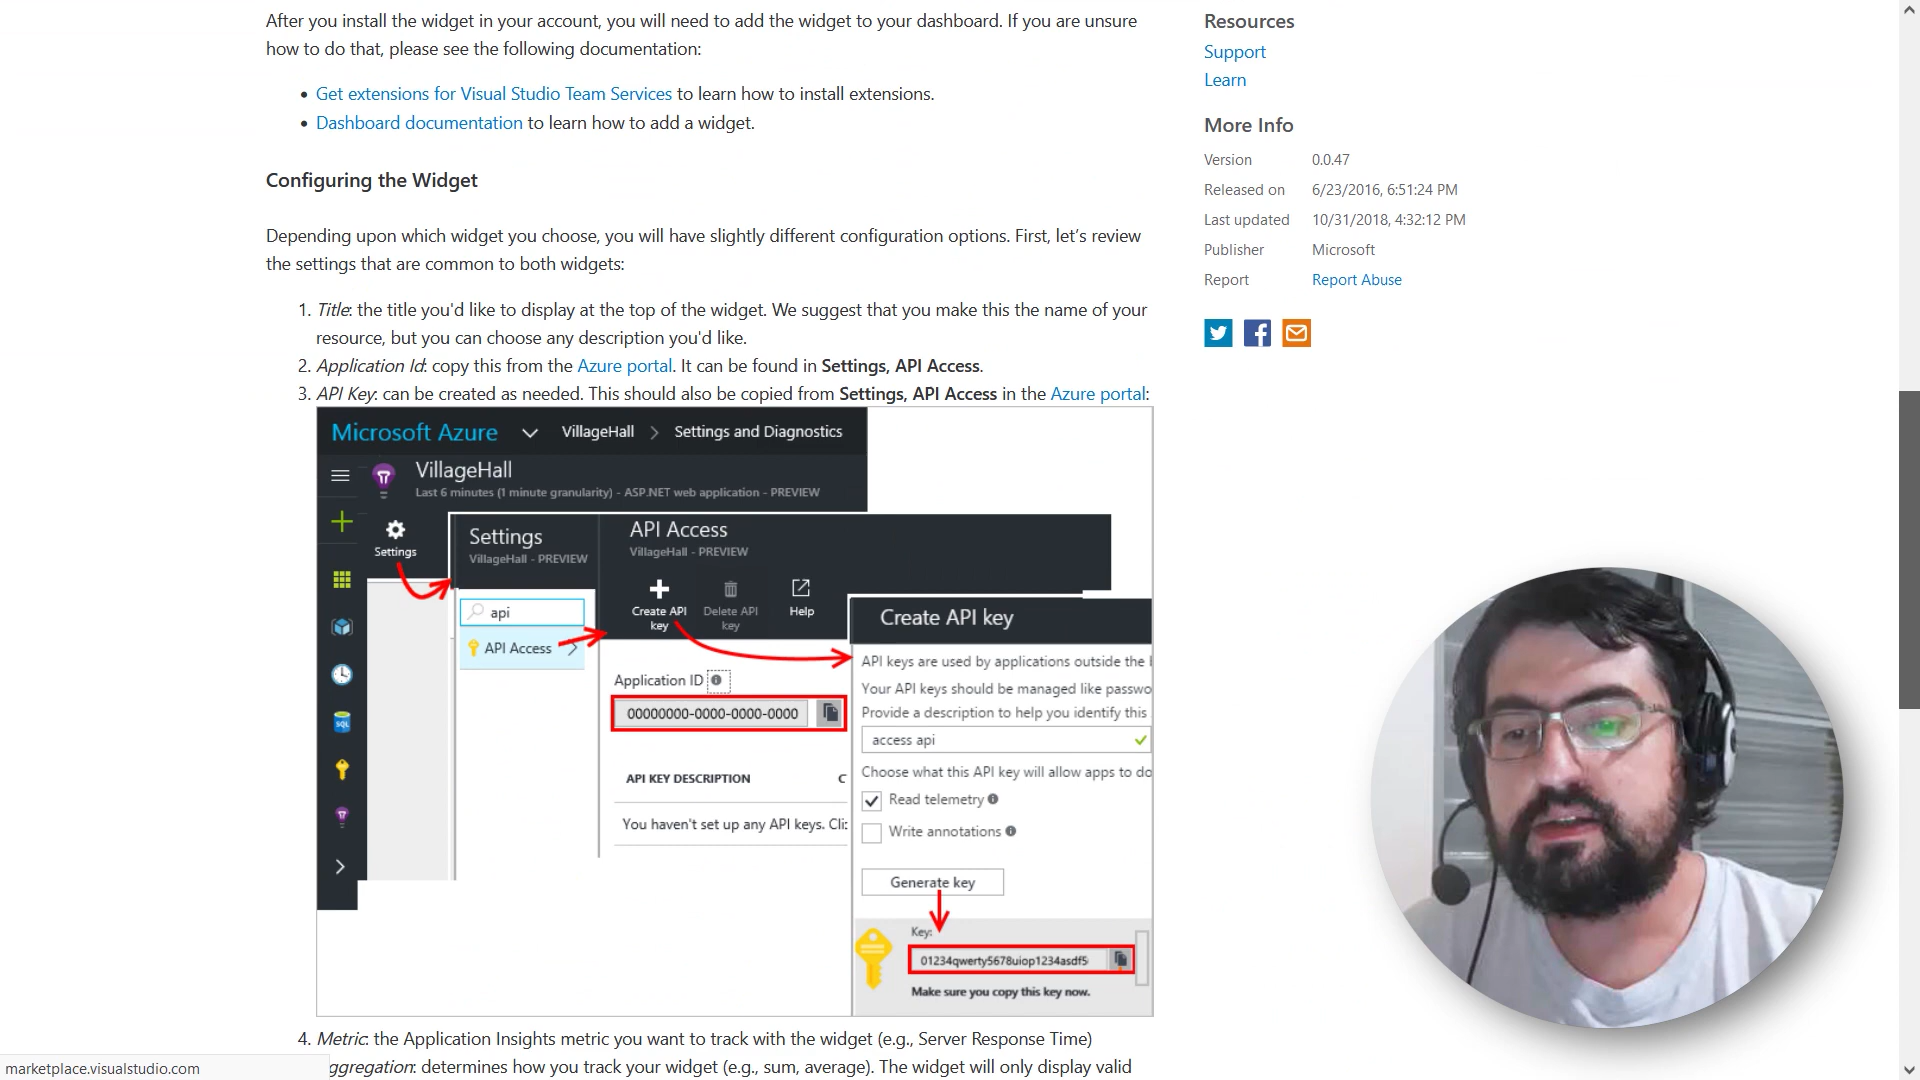 After you install the widget in your account, you will need to add the widget to your dashboard. If you are unsure
how to do that, please see the following documentation:
• Get extensions for Visual Studio Team Services to learn how to install extensions.
• Dashboard documentation to learn how to add a widget.
Configuring the Widget
Depending upon which widget you choose, you will have slightly different configuration options. First, let's review
the settings that are common to both widgets:
1. Title: the title you'd like to display at the top of the widget. We suggest that you make this the name of your
resource, but you can choose any description you'd like.
2. Application Id: copy this from the Azure portal. It can be found in Settings, API Access.
3. API Key: can be created as needed. This should also be copied from Settings, API Access in the Azure portal:
Microsoft Azure VillageHall > Settings and Diagnostics
VillageHall
Last 6 minutes (1 minute granularity) - ASP.NET web application - PREVIEW
Settings
Settings
VillageHall - PREVIEW
api
API Access
API Access
VillageHall - PREVIEW
Create API
key
Delete API
key
Help
Application ID
00000000-0000-0000-0000
API KEY DESCRIPTION C
You haven't set up any API keys. Clic
Create API key
API keys are used by applications outside the
Your API keys should be managed like passwo
Provide a description to help you identify this
access api
Choose what this API key will allow apps to do
Read telemetry
Write annotations
Generate key
Key:
01234qwerty5678uiop1234asdf5
Make sure you copy this key now.
SQL
4. Metric: the Application Insights metric you want to track with the widget (e.g., Server Response Time)
ggregation: determines how you track your widget (e.g., sum, average). The widget will only display valid
marketplace.visualstudio.com
Resources
Support
Learn
More Info
Version 0.0.47
Released on 6/23/2016, 6:51:24 PM
Last updated 10/31/2018, 4:32:12 PM
Publisher Microsoft
Report Report Abuse